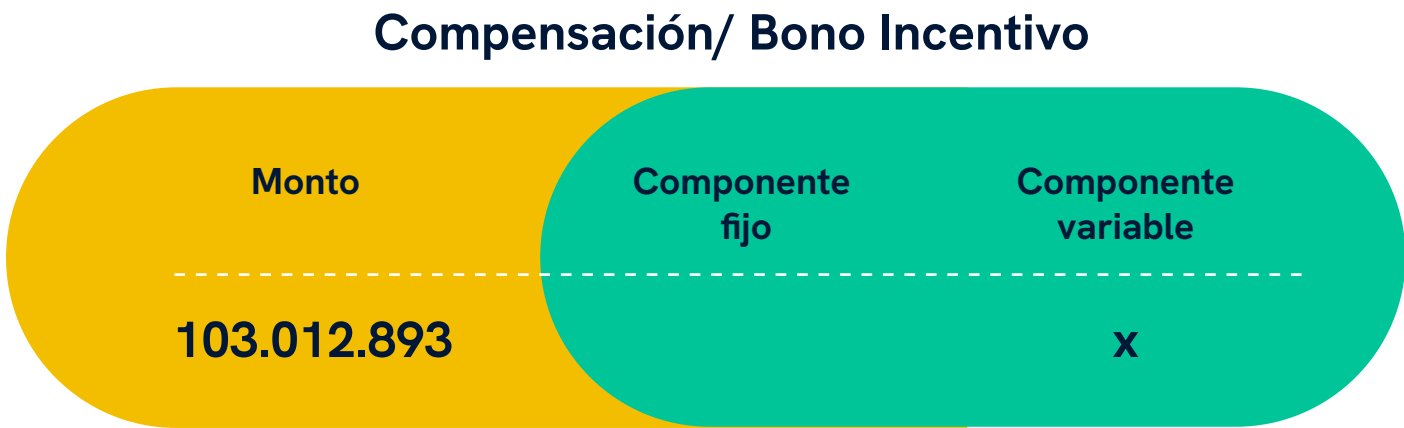 Compensación/ Bono Incentivo
Monto
Componente
fijo
Componente
variable
103.012.893
x